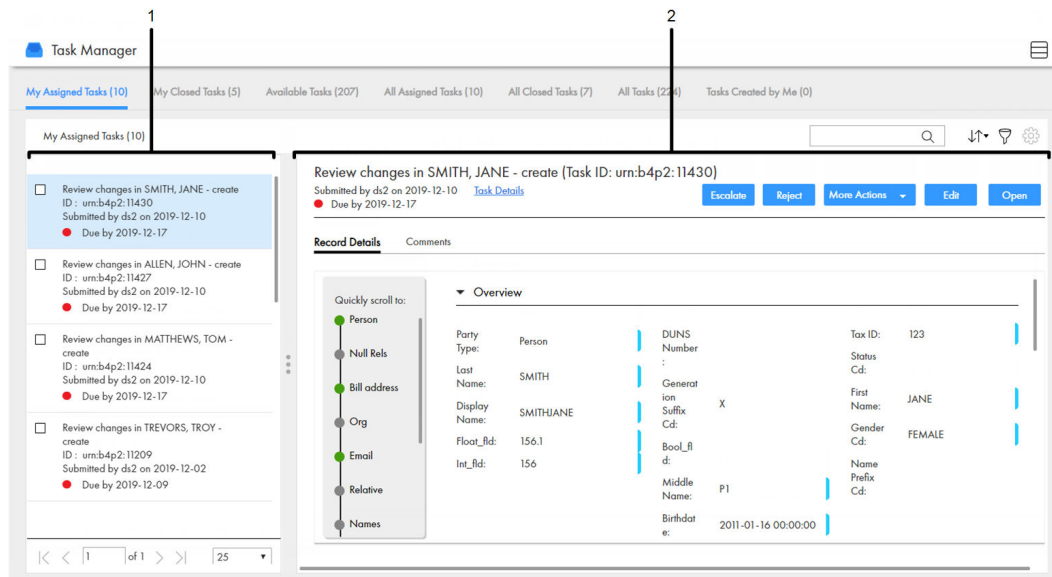 1
2
Task Manager
My Assigned Tasks (10)
My Closed Tasks (5)
Available Tasks (207)
All Assigned Tasks (10)
All Closed Tasks (7)
All Tasks (224)
Tasks Created by Me (0)
My Assigned Tasks (10)
Review changes in SMITH, JANE - create
ID : urn:b4p2:11430
Submitted by ds2 on 2019-12-10
Due by 2019-12-17
Review changes in ALLEN, JOHN - create
ID : urn:b4p2:11427
Submitted by ds2 on 2019-12-10
Due by 2019-12-17
Review changes in MATTHEWS, TOM -
create
ID : urn:b4p2:11424
Submitted by ds2 on 2019-12-10
Due by 2019-12-17
Review changes in TREVORS, TROY -
create
ID : urn:b4p2:11209
Submitted by ds2 on 2019-12-02
Due by 2019-12-09
1 of 1
25
Review changes in SMITH, JANE - create (Task ID: urn:b4p2:11430)
Submitted by ds2 on 2019-12-10 Task Details
Due by 2019-12-17
Escalate
Reject
More Actions
Edit
Open
Record Details
Comments
Quickly scroll to:
Person
Null Rels
Bill address
Org
Email
Relative
Names
Overview
Party
Type:
Person
Last
Name:
SMITH
Display
Name:
SMITHJANE
Float_fld: 156.1
Int_fld: 156
DUNS
Number
:
Generat
ion
Suffix
Cd:
X
Bool_fl
d:
Middle
Name:
P1
Birthdat
e:
2011-01-16 00:00:00
Tax ID: 123
Status
Cd:
First
Name:
JANE
Gender
Cd:
FEMALE
Name
Prefix
Cd: